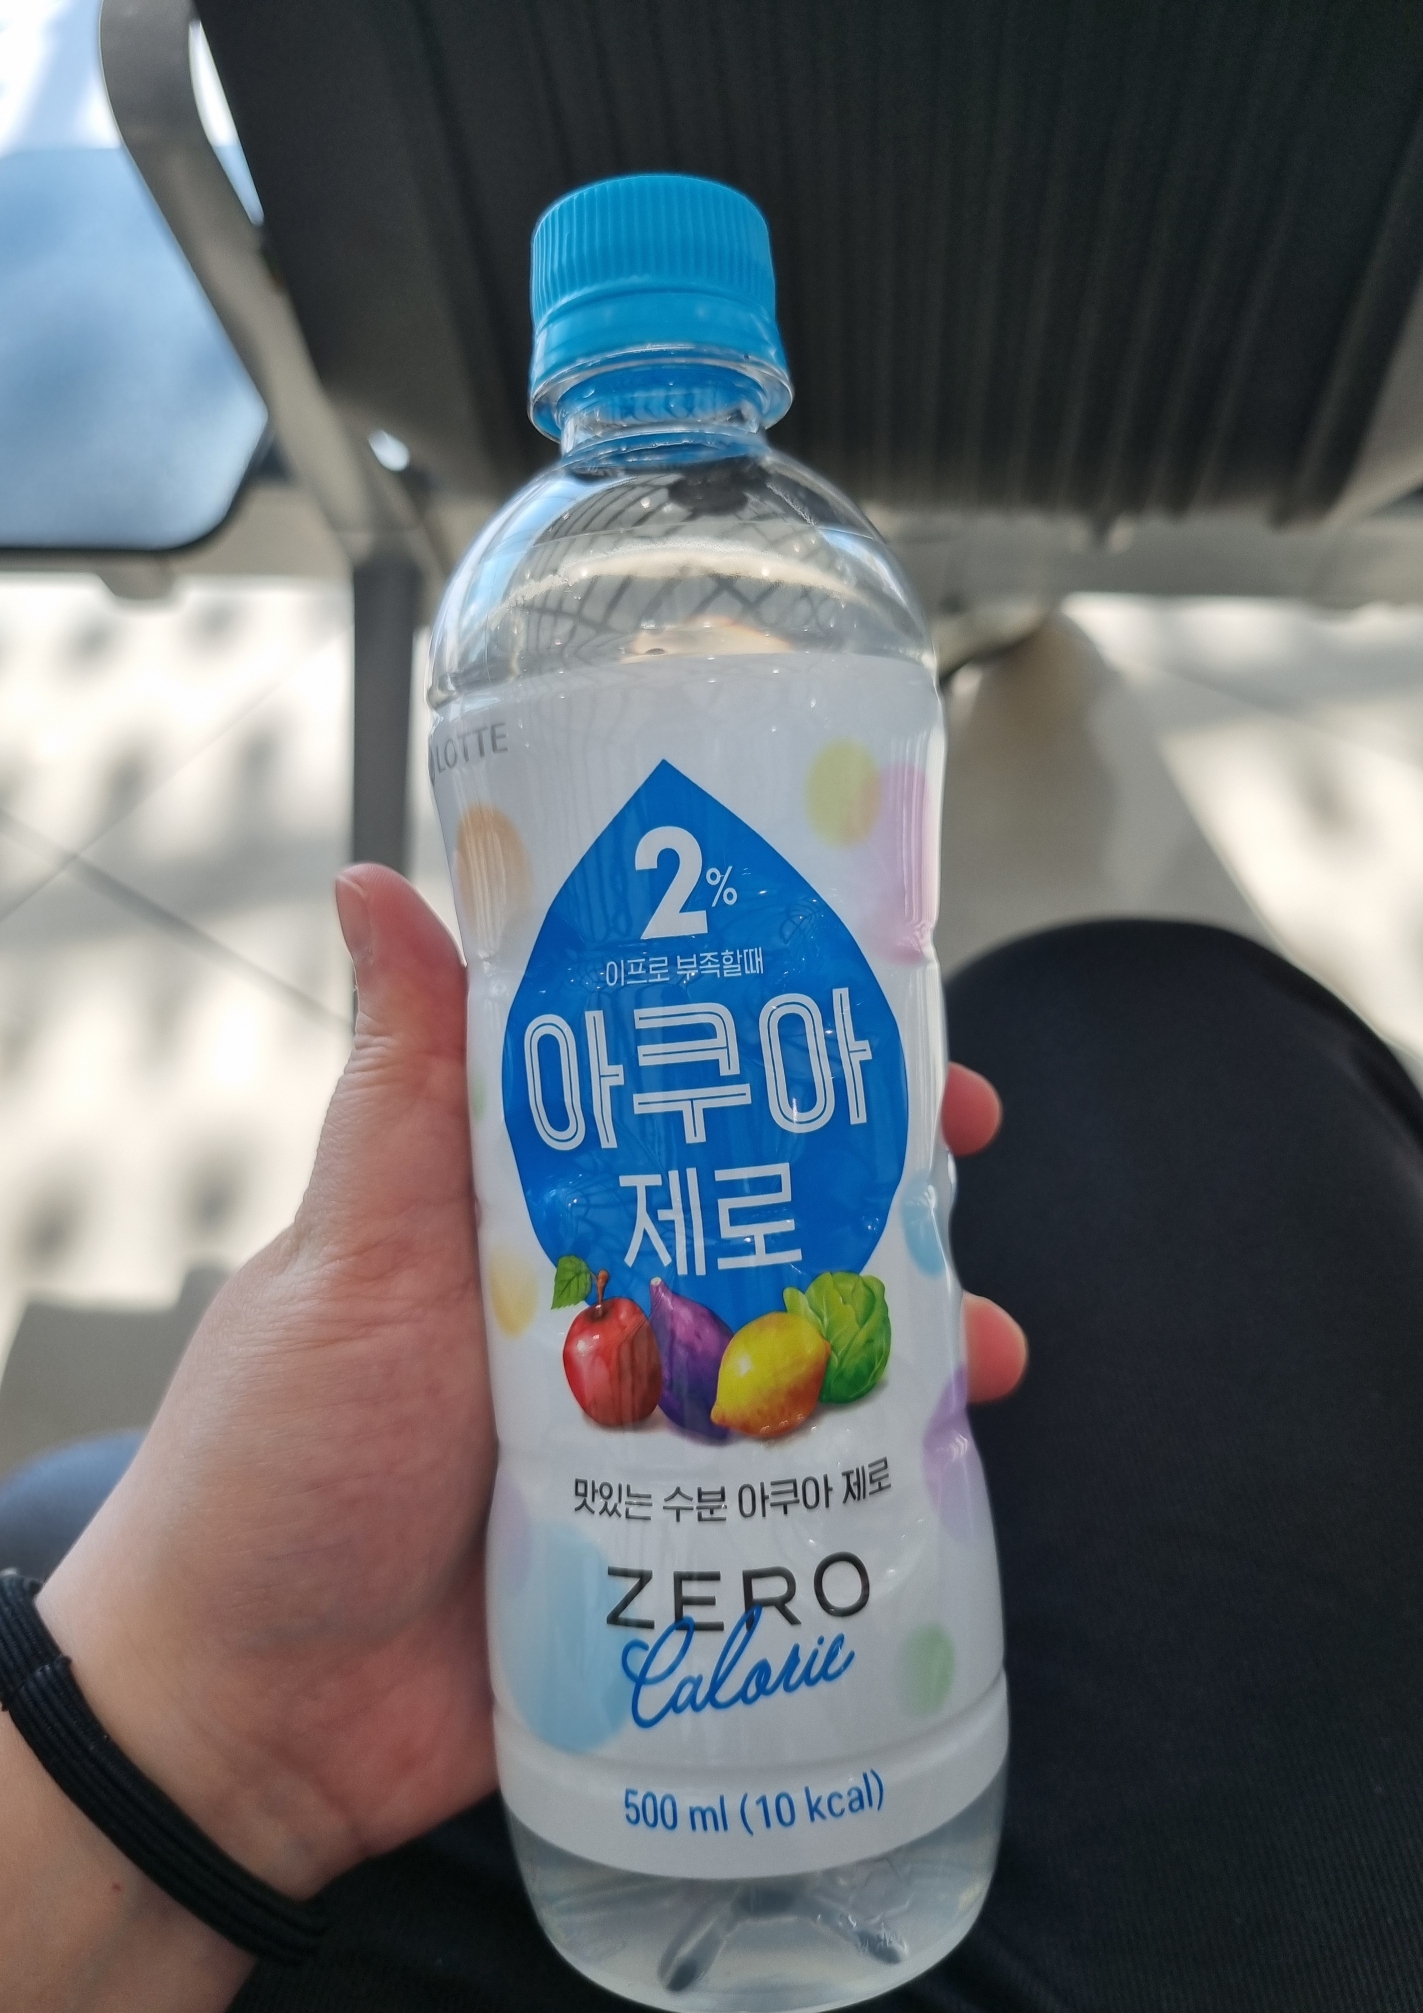 LOTTE
2%
이프로 부족할때
아쿠아
제로
맛있는 수분 아쿠아 제로
ZERO
Calorie
500 ml (10 kcal)